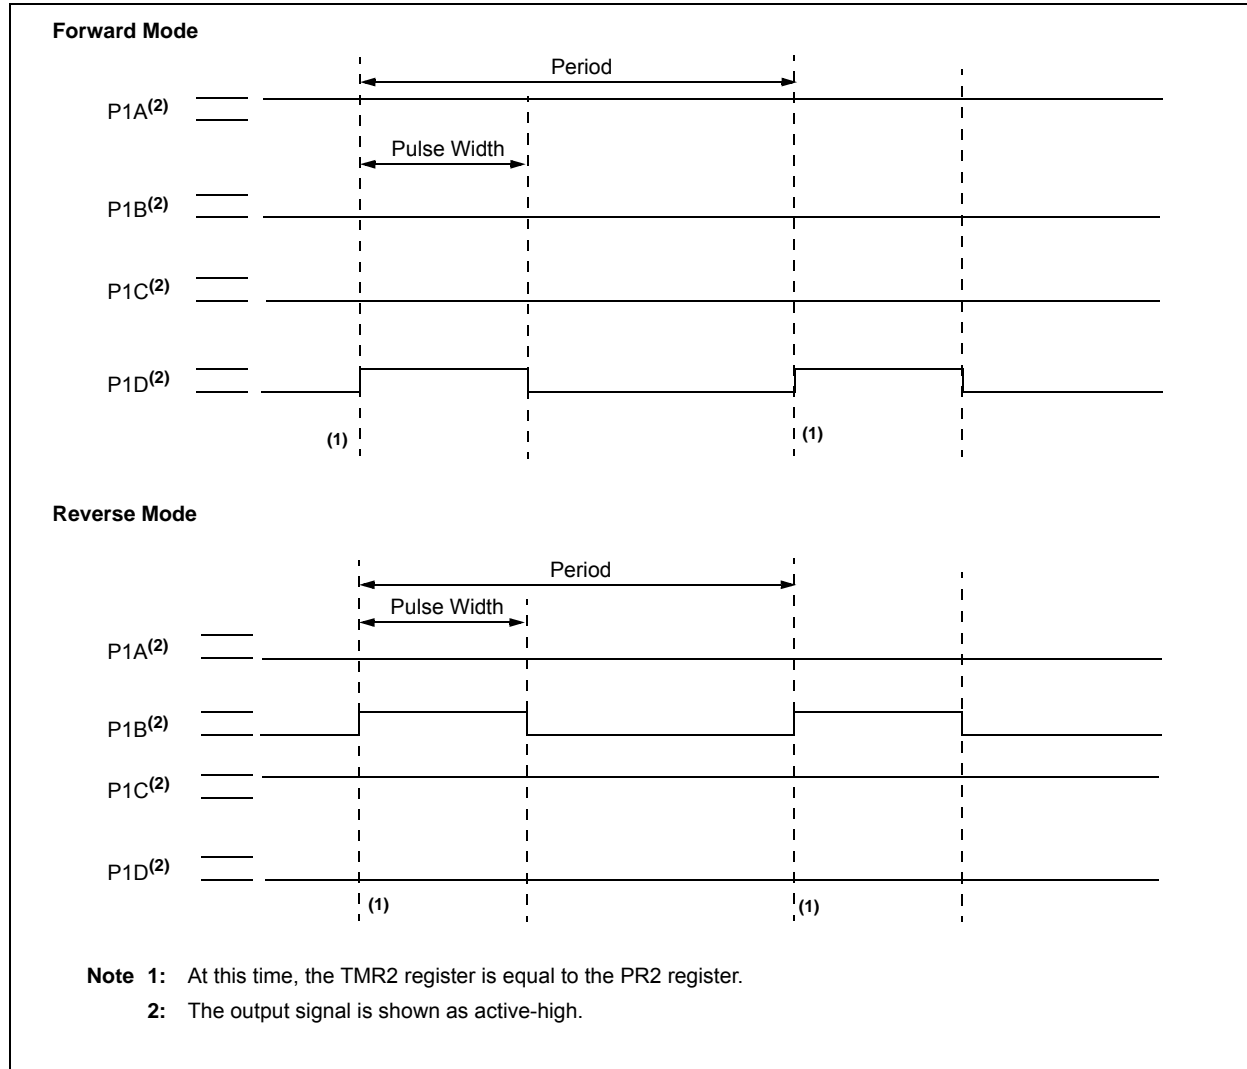 Forward Mode
Period
P1A(2)
Pulse Width
P1B(2)
P1C(2)
P1D(2)
(1) (1)
Reverse Mode
Period
Pulse Width
P1A(2)
P1B(2)
P1C(2)
P1D(2)
(1) (1)
Note 1: At this time, the TMR2 register is equal to the PR2 register.
2: The output signal is shown as active-high.